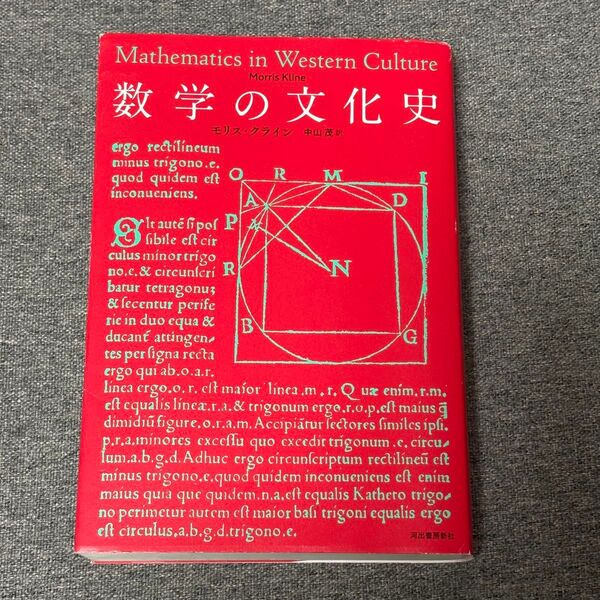 Mathematics in Western Culture
Morris Kline
数学の文化史
モリス・クライン 中山茂 訳
ergo rectilineum
minus trigono.e.
quod quidem est
inconueniens.
O R M I
A D
P
Slt autē si pos
sibile est cir
culus minor trigo
no.e.& circunscri
R N
batur tetragonuz
& secentur perife
rie in duo equa &
B G
ducant̄ attingen-
tes per signa recta
ergo qui ab.o.a.r.
linea ergo.o.r. est maior linea.m.r. Quæ enim.r.m.
est equalis lineæ.r.a.& trigonum ergo.r.o.p.est maius q̄
dimidiū figure.o.r.a.m. Accipiātur sectores similes ipsi.
p.r.a.minores excessu quo excedit trigonum.e.circu-
lum.a.b.g.d. Adhuc ergo circunscriptum rectilineū est
minus trigono.e.quod quidem inconueniens est enim
maius quia que quidem.n.a.est equalis Katheto trigo-
no perimetur autem est maior basi trigoni equalis ergo
est circulus.a.b.g.d.trigono.e.
河出書房新社